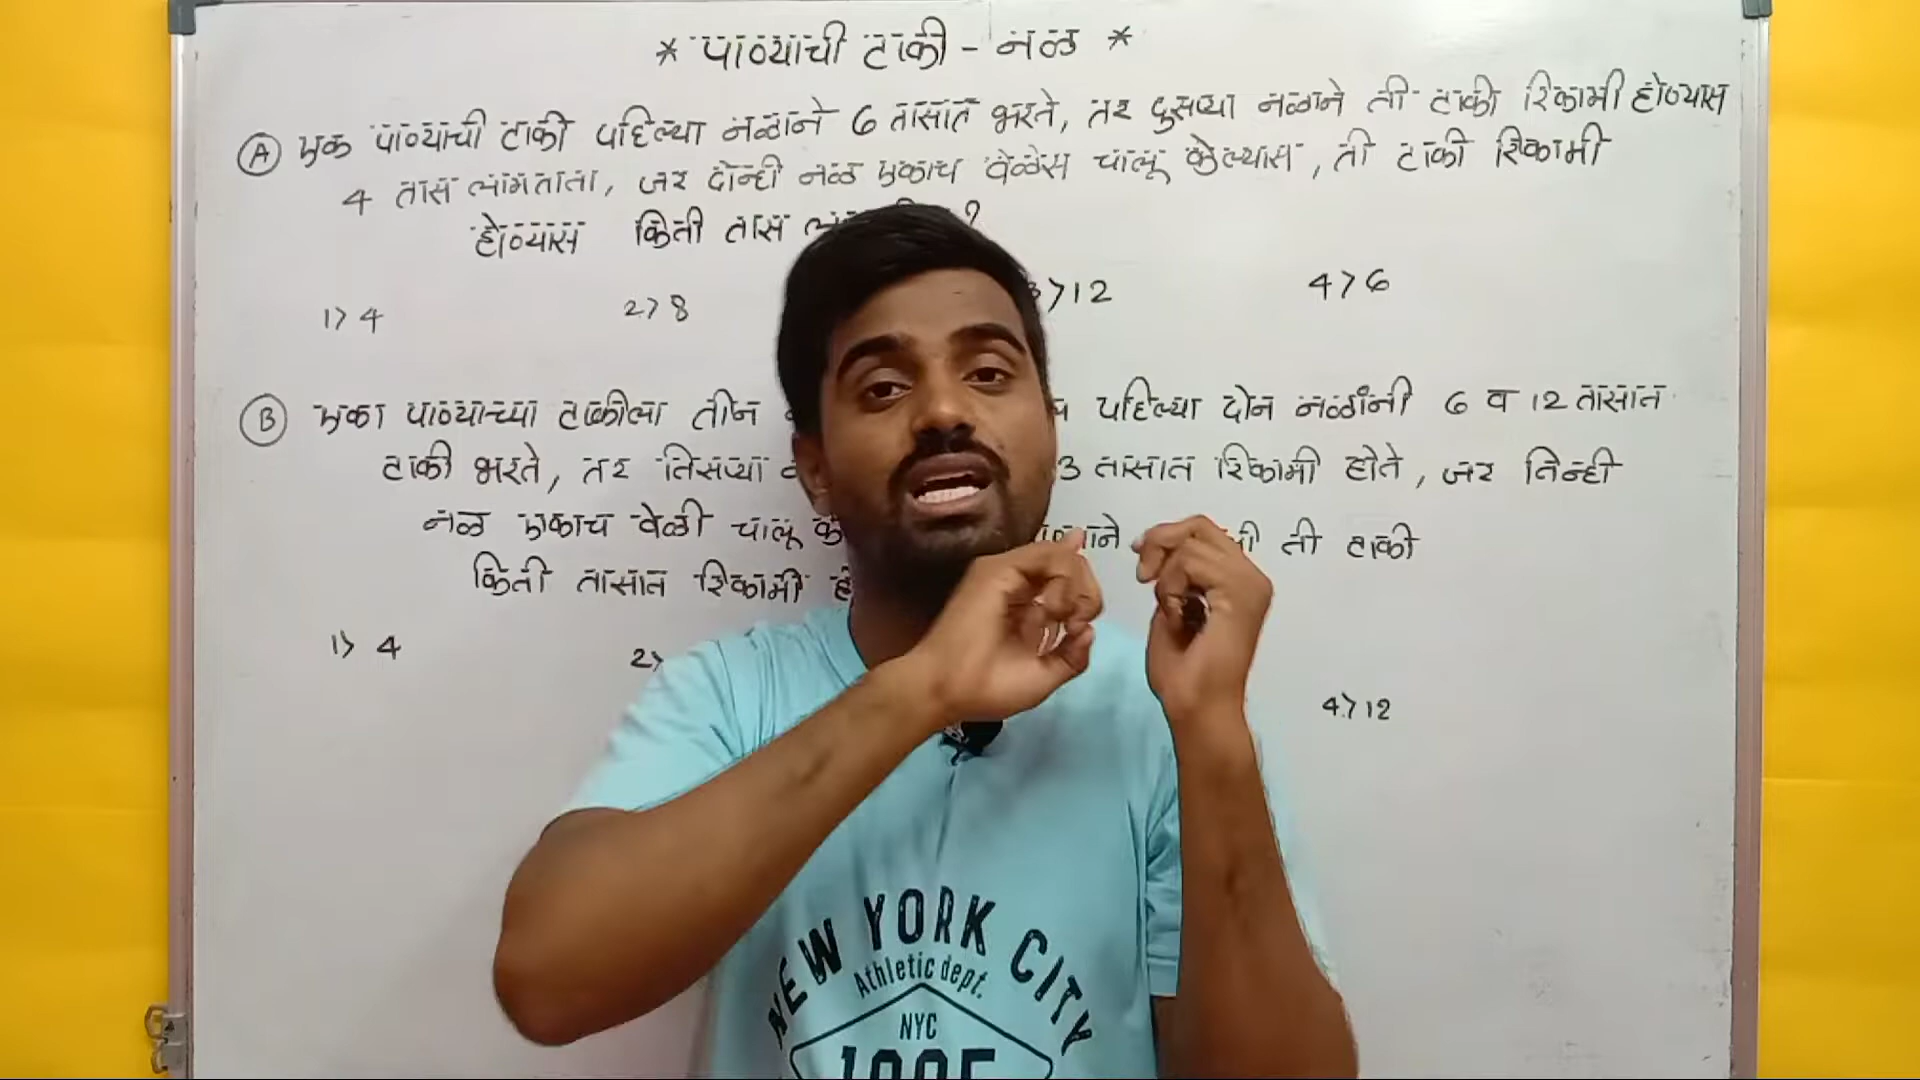 * पाण्याची टाकी - नळ *
(A) एक पाण्याची टाकी पहिल्या नळाने 6 तासात भरते, तर दुसऱ्या नळाने ती टाकी रिकामी होण्यास
4 तास लागतात, जर दोन्ही नळ एकाच वेळेस चालू केल्यास, ती टाकी रिकामी
होण्यास किती तास ?
1> 4 2> 8 3> 12 4> 6
(B) एका पाण्याच्या टाकीला तीन पहिल्या दोन नळांनी 6 व 12 तासात
टाकी भरते, तर तिसऱ्या 3 तासात रिकामी होते, जर तिन्ही
नळ एकाच वेळी चालू ती टाकी
किती तासात रिकामी
1> 4 2> 4> 12
NEW YORK CITY
Athletic dept.
NYC